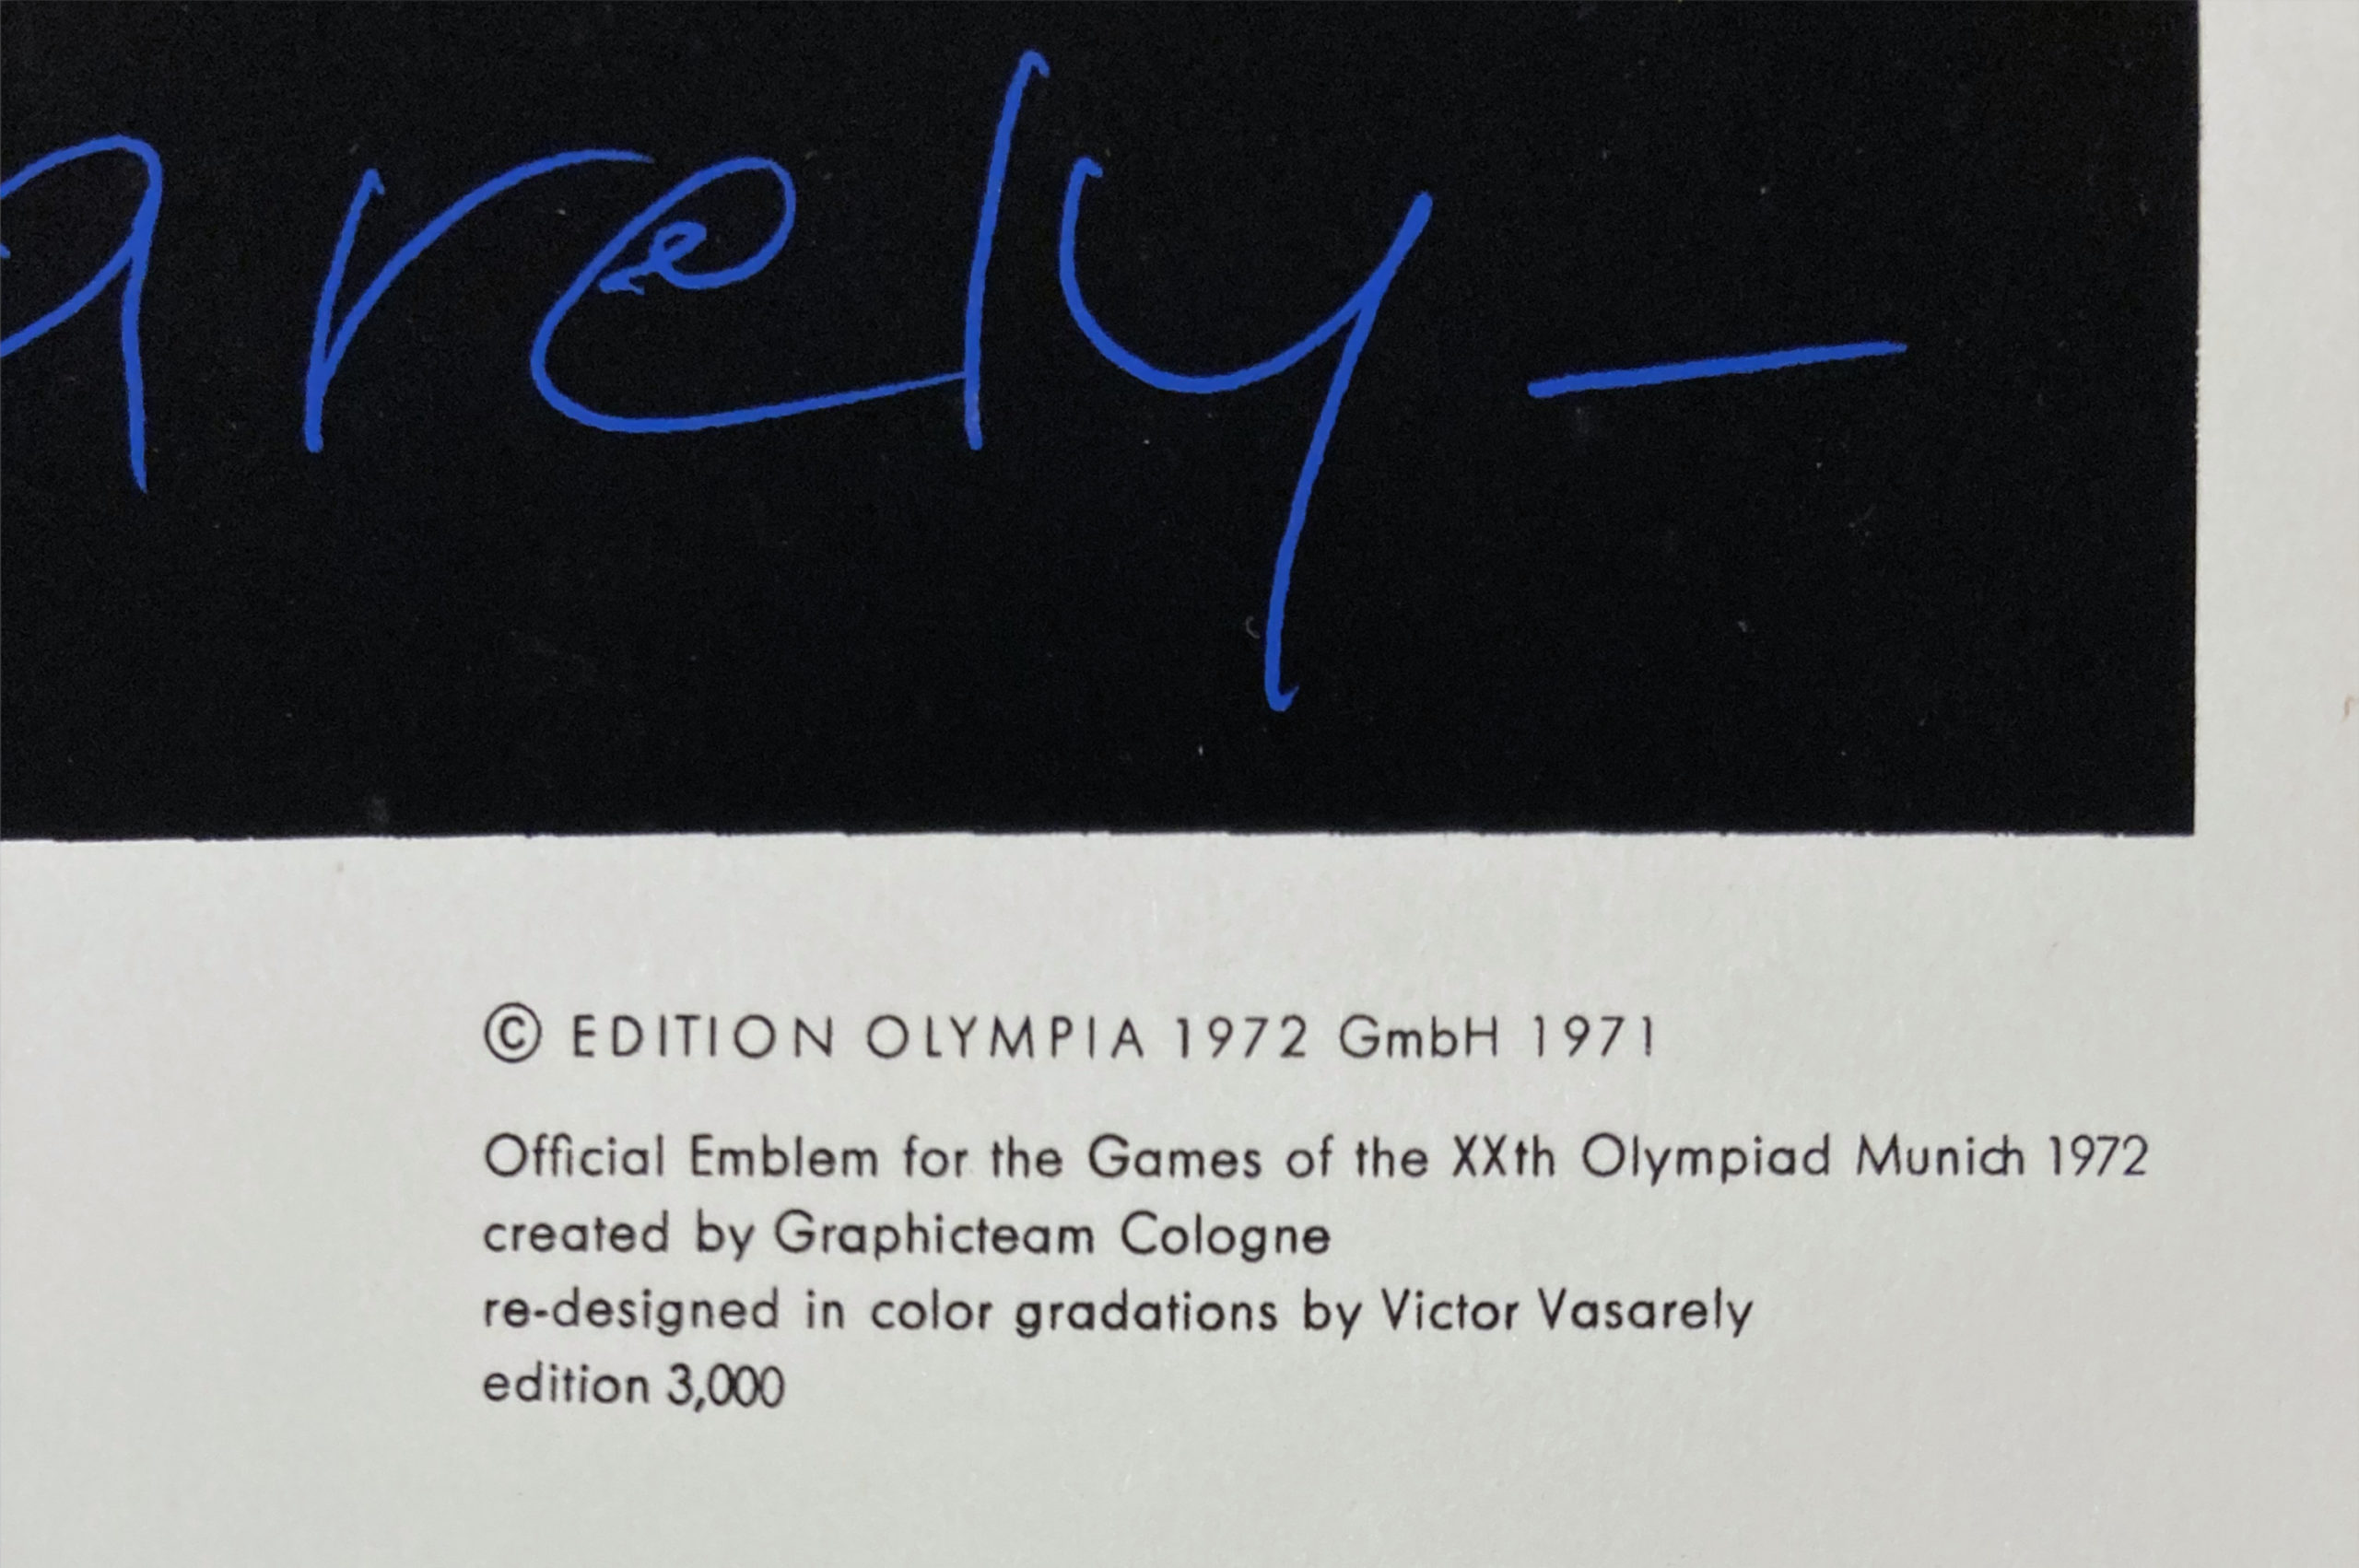 arely-
© EDITION OLYMPIA 1972 GmbH 1971
Official Emblem for the Games of the XXth Olympiad Munich 1972
created by Graphicteam Cologne
re-designed in color gradations by Victor Vasarely
edition 3,000